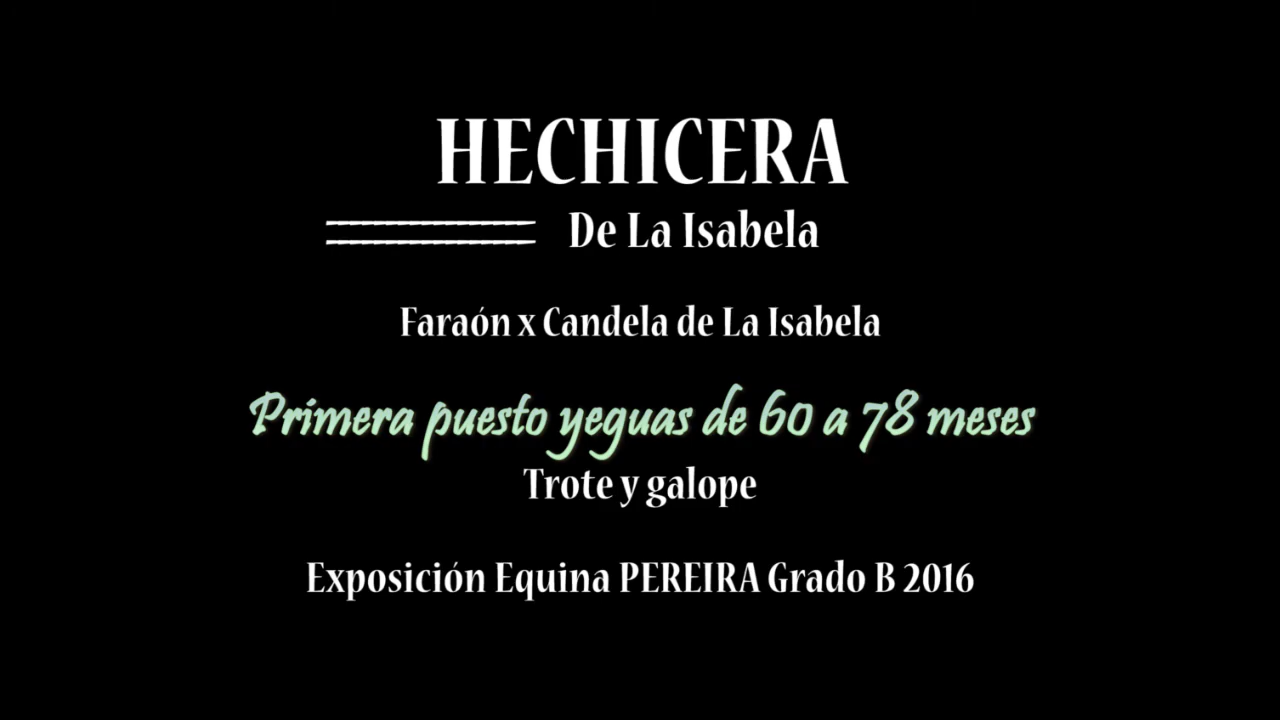 HECHICERA
De La Isabela
Faraón x Candela de La Isabela
Primera puesto yeguas de 60 a 78 meses
Trote y galope
Exposición Equina PEREIRA Grado B 2016